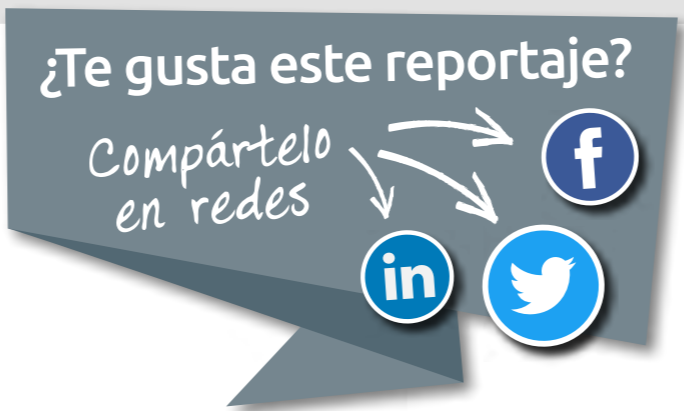 ¿Te gusta este reportaje?
Compártelo
en redes
f
in